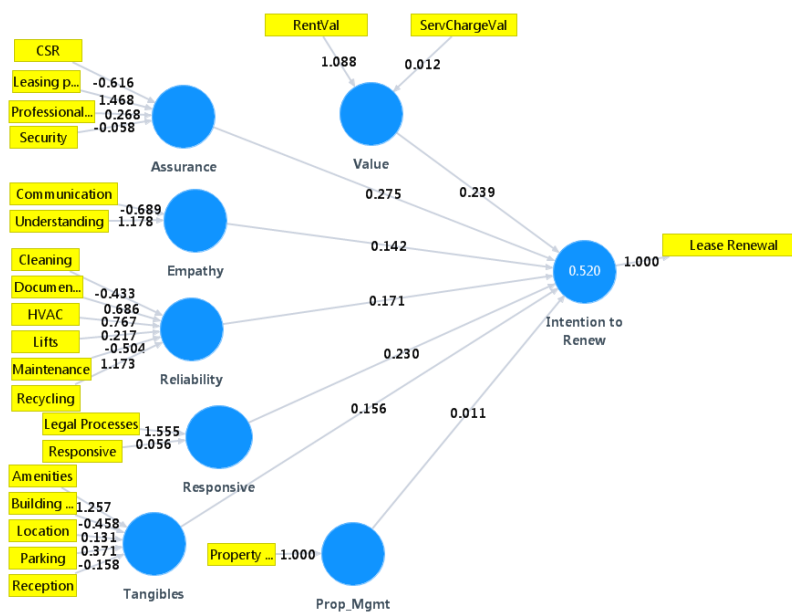 RentVal
ServChargeVal
CSR
Leasing p...
Professional...
Security
-0.616
1.468
0.268
-0.058
Assurance
1.088
0.012
Value
0.275
0.239
Communication
Understanding
-0.689
1.178
Empathy
0.142
Cleaning
Documen...
HVAC
Lifts
Maintenance
Recycling
-0.433
0.686
0.767
0.217
-0.504
1.173
Reliability
0.171
0.520
1.000
Lease Renewal
Intention to
Renew
Legal Processes
Responsive
1.555
0.056
Responsive
0.230
Amenities
Building ...
Location
Parking
Reception
1.257
-0.458
0.131
0.371
-0.158
Tangibles
0.156
Property ...
1.000
Prop_Mgmt
0.011